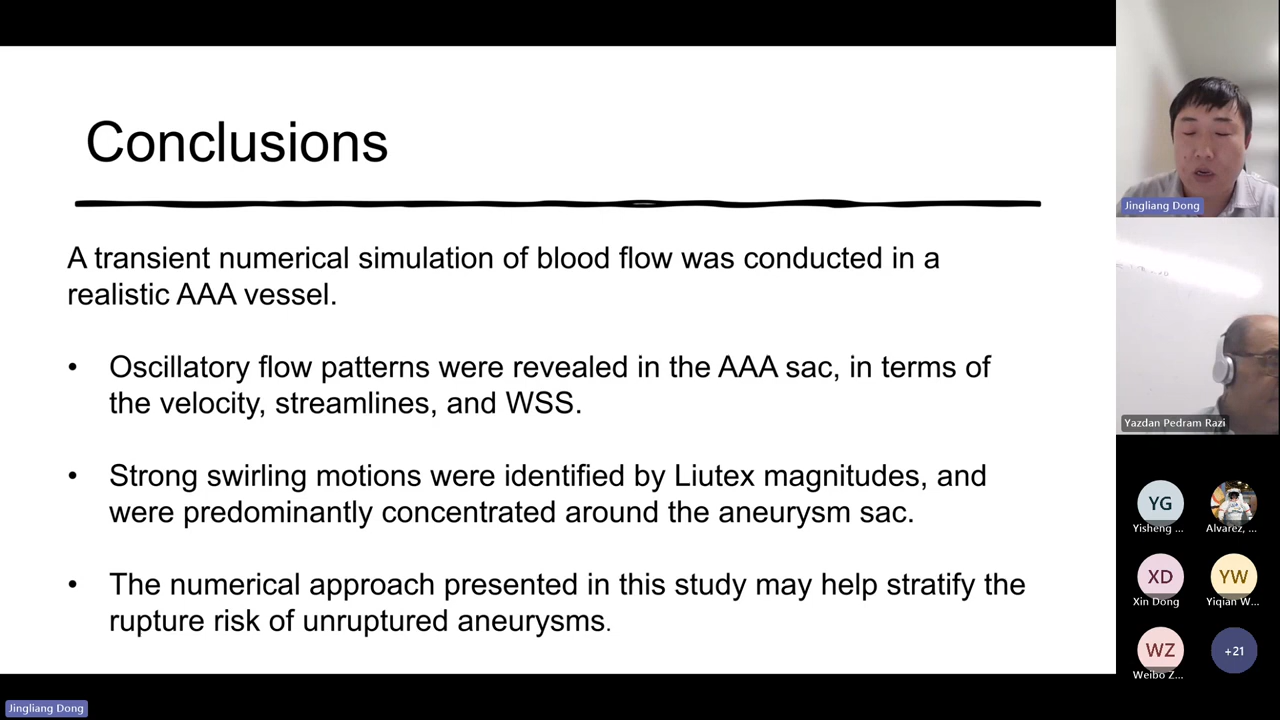 Conclusions
A transient numerical simulation of blood flow was conducted in a
realistic AAA vessel.
• Oscillatory flow patterns were revealed in the AAA sac, in terms of
the velocity, streamlines, and WSS.
• Strong swirling motions were identified by Liutex magnitudes, and
were predominantly concentrated around the aneurysm sac.
• The numerical approach presented in this study may help stratify the
rupture risk of unruptured aneurysms.
Jingliang Dong
Yazdan Pedram Razi
YG
Yisheng ...
Alvarez, ...
XD
Xin Dong
YW
Yiqian W...
WZ
Weibo Z...
+21
Jingliang Dong